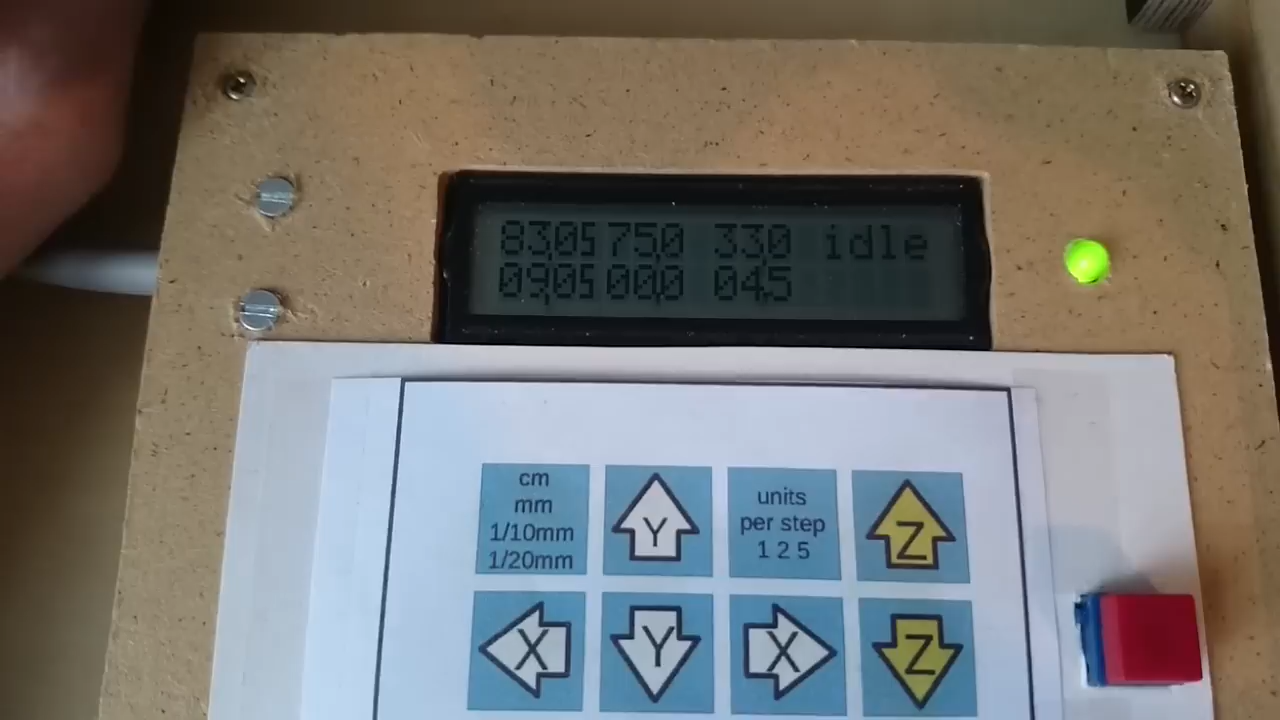 83,05 75,0 33,0 idle
09,05 00,0 04,5
cm
mm
1/10mm
1/20mm
Y
units
per step
1 2 5
Z
X
Y
X
Z